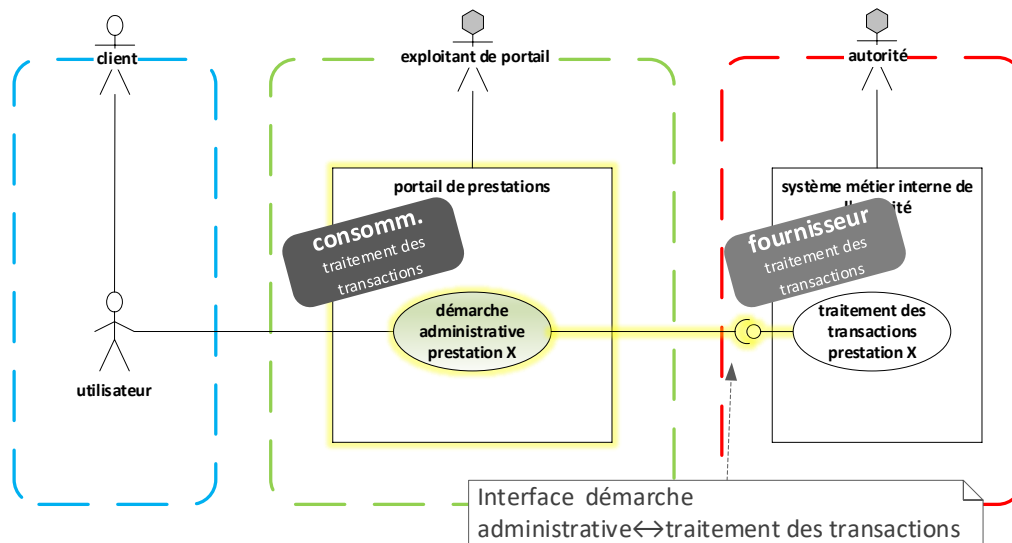 client
exploitant de portail
autorité
portail de prestations
système métier interne de
consomm.
traitement des
transactions
fournisseur
traitement des
transactions
démarche
administrative
prestation X
traitement des
transactions
prestation X
utilisateur
Interface démarche
administrative↔traitement des transactions